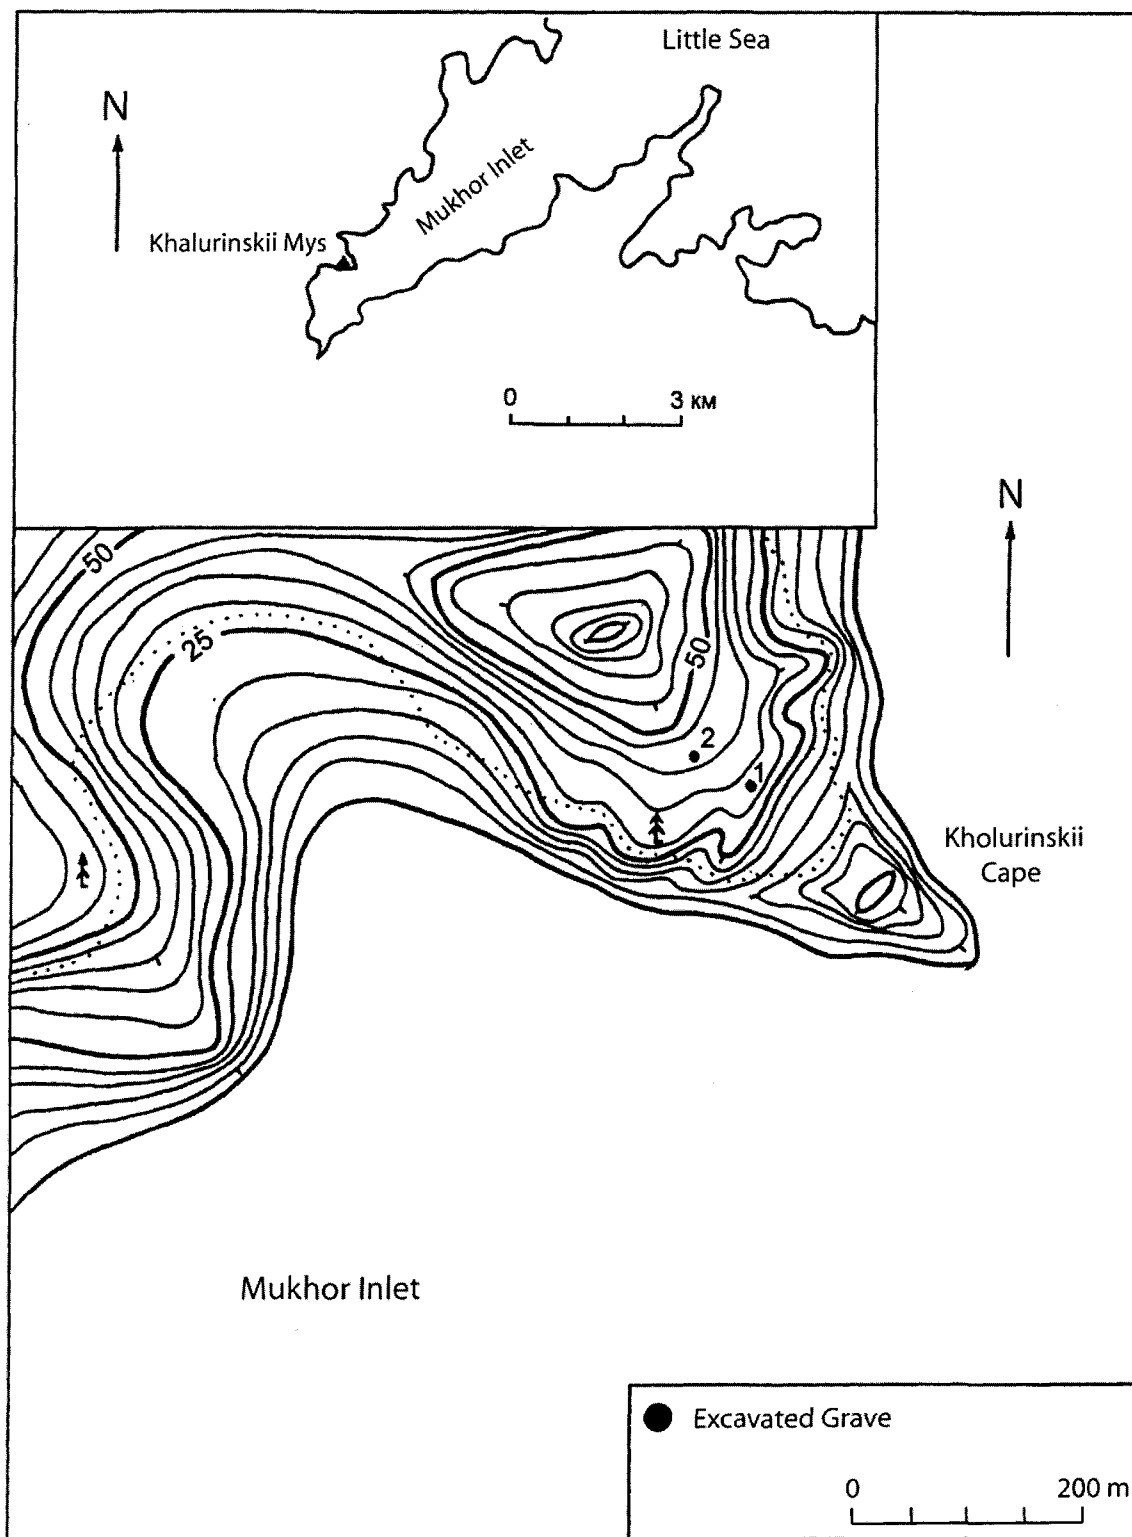 Little Sea
N
Mukhor Inlet
Khalurinskii Mys
0 3 км
N
50
25
50
2
1
Kholurinskii
Cape
Mukhor Inlet
Excavated Grave
0 200 m